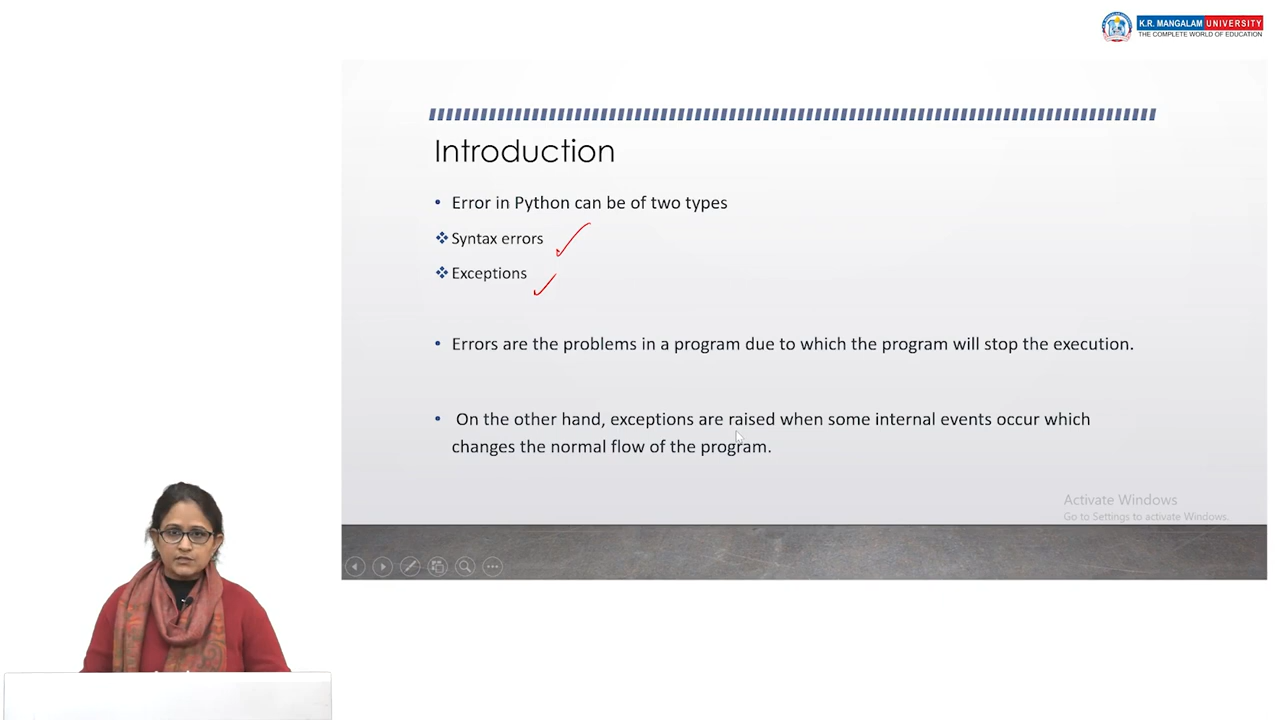 K.R. MANGALAM UNIVERSITY
THE COMPLETE WORLD OF EDUCATION
Introduction
• Error in Python can be of two types
❖ Syntax errors
❖ Exceptions
• Errors are the problems in a program due to which the program will stop the execution.
• On the other hand, exceptions are raised when some internal events occur which
changes the normal flow of the program.
Activate Windows
Go to Settings to activate Windows.